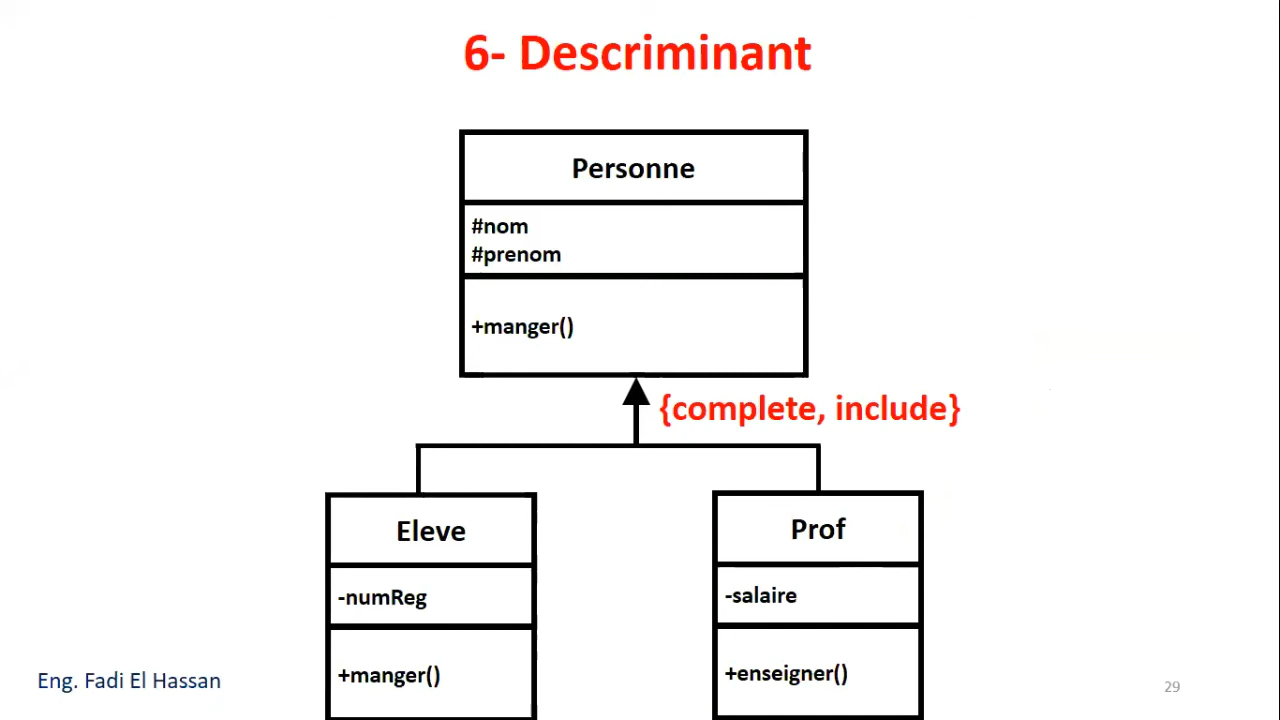 6- Descriminant
Personne
#nom
#prenom
+manger()
{complete, include}
Eleve
-numReg
+manger()
Prof
-salaire
+enseigner()
Eng. Fadi El Hassan
29